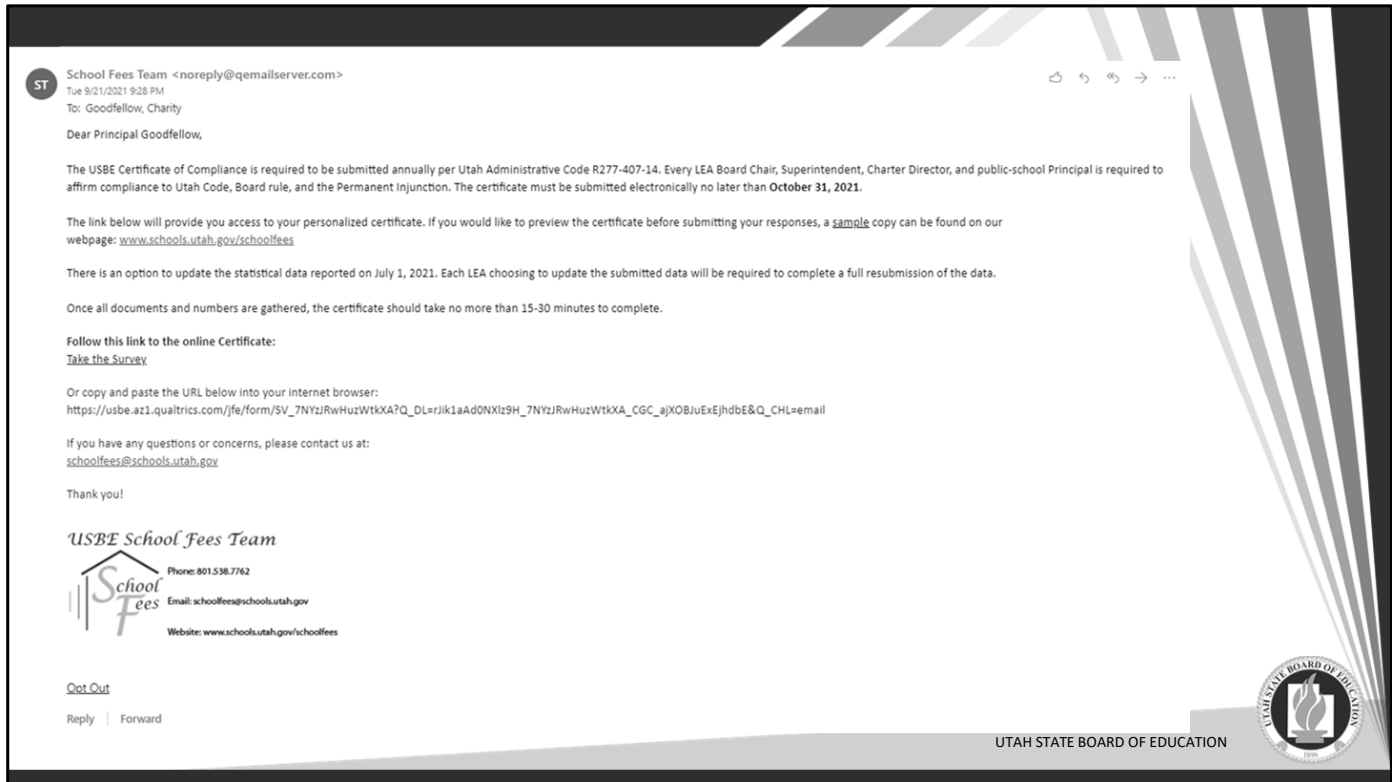 ST
School Fees Team <noreply@qemailserver.com>
Tue 9/21/2021 9:28 PM
To: Goodfellow, Charity
Dear Principal Goodfellow,
The USBE Certificate of Compliance is required to be submitted annually per Utah Administrative Code R277-407-14. Every LEA Board Chair, Superintendent, Charter Director, and public-school Principal is required to
affirm compliance to Utah Code, Board rule, and the Permanent Injunction. The certificate must be submitted electronically no later than October 31, 2021.
The link below will provide you access to your personalized certificate. If you would like to preview the certificate before submitting your responses, a sample copy can be found on our
webpage: www.schools.utah.gov/schoolfees
There is an option to update the statistical data reported on July 1, 2021. Each LEA choosing to update the submitted data will be required to complete a full resubmission of the data.
Once all documents and numbers are gathered, the certificate should take no more than 15-30 minutes to complete.
Follow this link to the online Certificate:
Take the Survey
Or copy and paste the URL below into your internet browser:
https://usbe.az1.qualtrics.com/jfe/form/SV_7NYzJRwHuzWtkXA?Q_DL=rJik1aAd0NXlz9H_7NYzJRwHuzWtkXA_CGC_ajXOBJuExEjhdbE&Q_CHL=email
If you have any questions or concerns, please contact us at:
schoolfees@schools.utah.gov
Thank you!
USBE School Fees Team
School
Fees
Phone: 801.538.7762
Email: schoolfees@schools.utah.gov
Website: www.schools.utah.gov/schoolfees
Opt Out
Reply Forward
UTAH STATE BOARD OF EDUCATION
UTAH STATE BOARD OF EDUCATION
1896